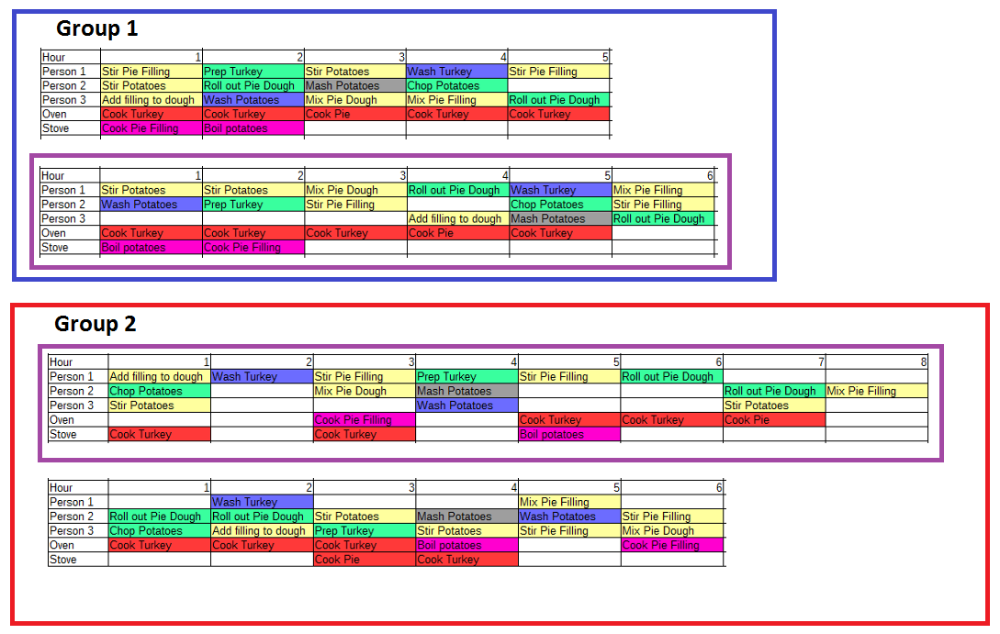 Group 1
Hour 1 2 3 4 5
Person 1 Stir Pie Filling Prep Turkey Stir Potatoes Wash Turkey Stir Pie Filling
Person 2 Stir Potatoes Roll out Pie Dough Mash Potatoes Chop Potatoes
Person 3 Add filling to dough Wash Potatoes Mix Pie Dough Mix Pie Filling Roll out Pie Dough
Oven Cook Turkey Cook Turkey Cook Pie Cook Turkey Cook Turkey
Stove Cook Pie Filling Boil potatoes
Hour 1 2 3 4 5 6
Person 1 Stir Potatoes Stir Potatoes Mix Pie Dough Roll out Pie Dough Wash Turkey Mix Pie Filling
Person 2 Wash Potatoes Prep Turkey Stir Pie Filling Chop Potatoes Stir Pie Filling
Person 3 Add filling to dough Mash Potatoes Roll out Pie Dough
Oven Cook Turkey Cook Turkey Cook Turkey Cook Pie Cook Turkey
Stove Boil potatoes Cook Pie Filling
Group 2
Hour 1 2 3 4 5 6 7 8
Person 1 Add filling to dough Wash Turkey Stir Pie Filling Prep Turkey Stir Pie Filling Roll out Pie Dough
Person 2 Chop Potatoes Mix Pie Dough Mash Potatoes Roll out Pie Dough Mix Pie Filling
Person 3 Stir Potatoes Wash Potatoes Stir Potatoes
Oven Cook Pie Filling Cook Turkey Cook Turkey Cook Pie
Stove Cook Turkey Cook Turkey Boil potatoes
Hour 1 2 3 4 5 6
Person 1 Wash Turkey Mix Pie Filling
Person 2 Roll out Pie Dough Roll out Pie Dough Stir Potatoes Mash Potatoes Wash Potatoes Stir Pie Filling
Person 3 Chop Potatoes Add filling to dough Prep Turkey Stir Potatoes Stir Pie Filling Mix Pie Dough
Oven Cook Turkey Cook Turkey Cook Turkey Boil potatoes Cook Pie Filling
Stove Cook Pie Cook Turkey